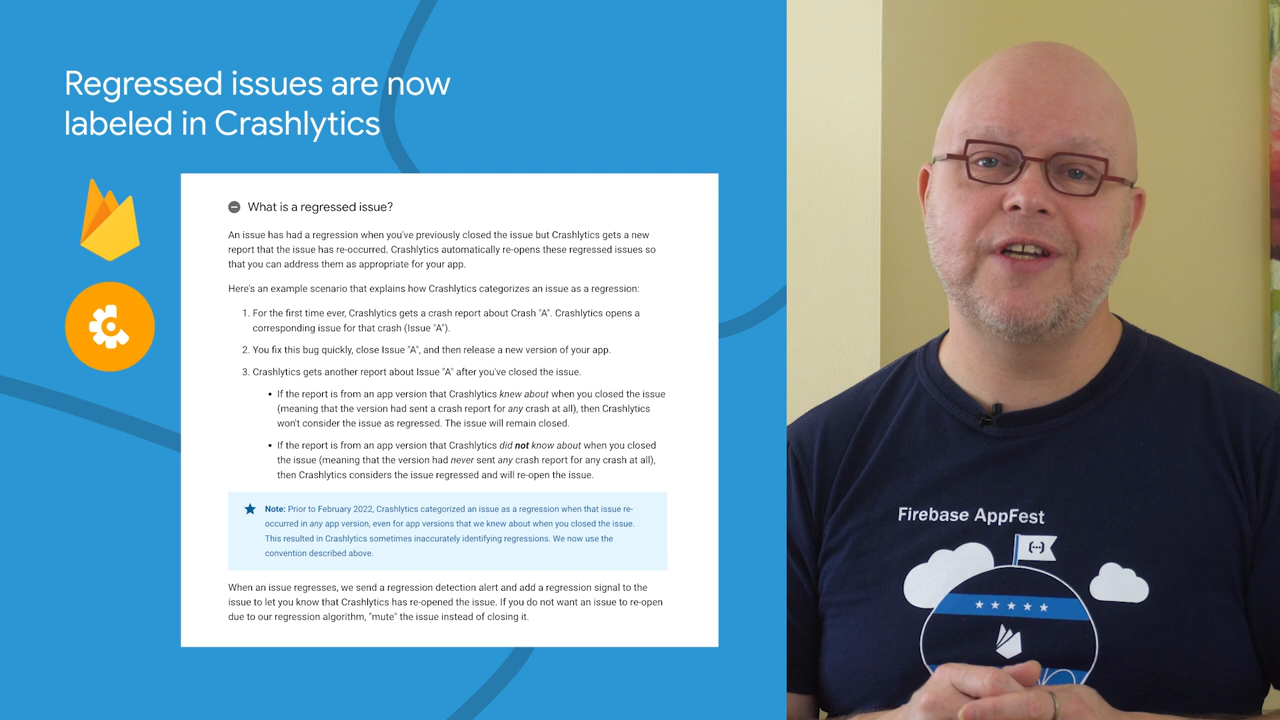 Regressed issues are now
labeled in Crashlytics
What is a regressed issue?
An issue has had a regression when you've previously closed the issue but Crashlytics gets a new
report that the issue has re-occurred. Crashlytics automatically re-opens these regressed issues so
that you can address them as appropriate for your app.
Here's an example scenario that explains how Crashlytics categorizes an issue as a regression:
1. For the first time ever, Crashlytics gets a crash report about Crash "A". Crashlytics opens a
corresponding issue for that crash (Issue "A").
2. You fix this bug quickly, close Issue "A", and then release a new version of your app.
3. Crashlytics gets another report about Issue "A" after you've closed the issue.
• If the report is from an app version that Crashlytics knew about when you closed the issue
(meaning that the version had sent a crash report for any crash at all), then Crashlytics
won't consider the issue as regressed. The issue will remain closed.
• If the report is from an app version that Crashlytics did not know about when you closed
the issue (meaning that the version had never sent any crash report for any crash at all),
then Crashlytics considers the issue regressed and will re-open the issue.
Note: Prior to February 2022, Crashlytics categorized an issue as a regression when that issue re-
occurred in any app version, even for app versions that we knew about when you closed the issue.
This resulted in Crashlytics sometimes inaccurately identifying regressions. We now use the
convention described above.
When an issue regresses, we send a regression detection alert and add a regression signal to the
issue to let you know that Crashlytics has re-opened the issue. If you do not want an issue to re-open
due to our regression algorithm, "mute" the issue instead of closing it.
Firebase AppFest